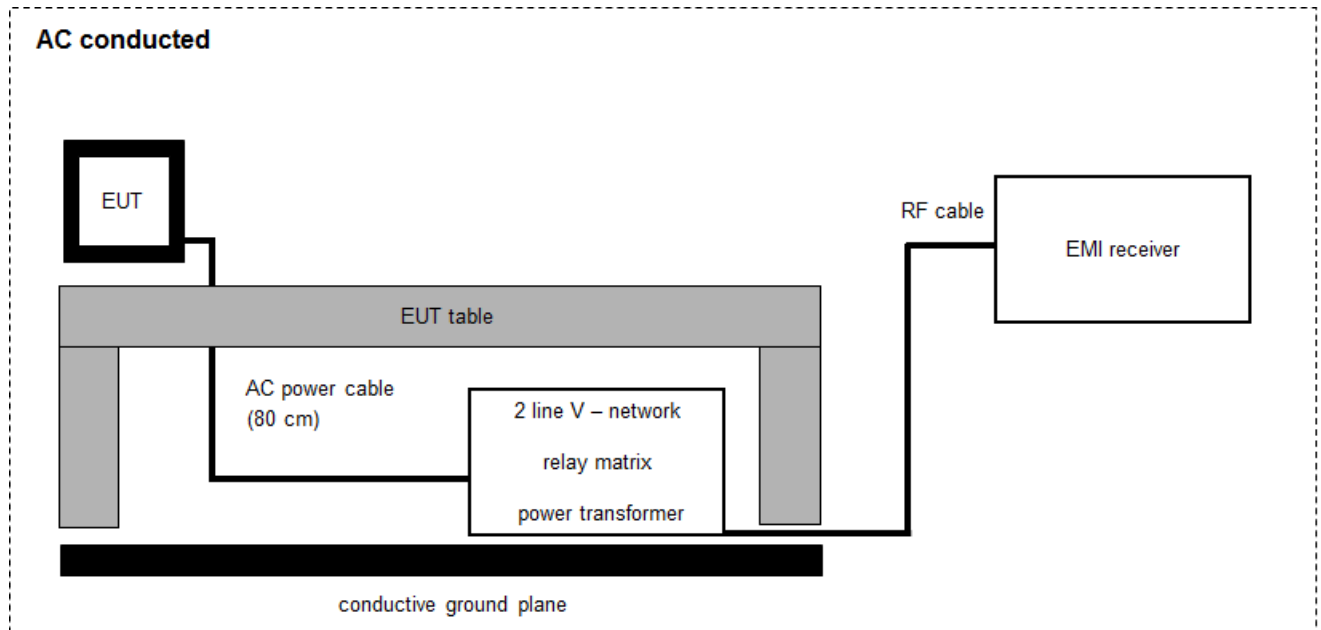 AC conducted
EUT
RF cable
EMI receiver
EUT table
AC power cable
(80 cm)
2 line V – network
relay matrix
power transformer
conductive ground plane